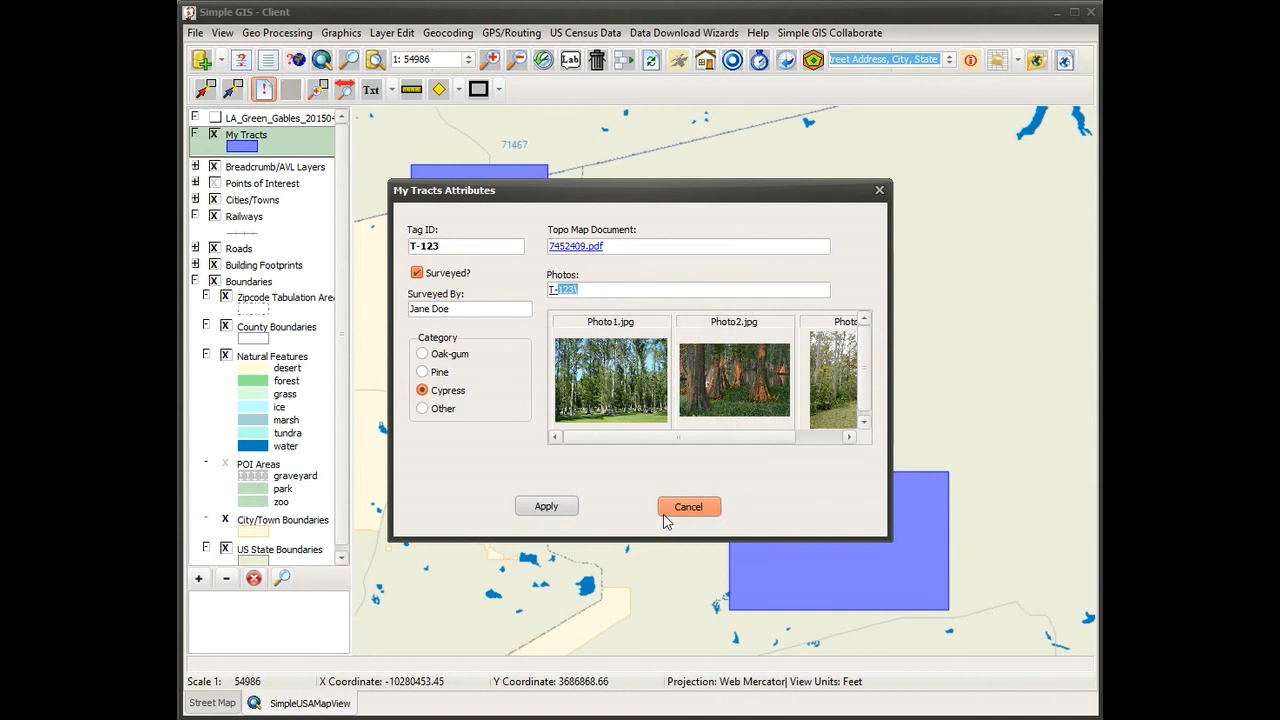 Simple GIS - Client
File View Geo Processing Graphics Layer Edit Geocoding GPS/Routing US Census Data Data Download Wizards Help Simple GIS Collaborate
1: 54986
Lab
treet Address, City, State
Txt
LA_Green_Gables_20150
My Tracts
Breadcrumb/AVL Layers
Points of Interest
Cities/Towns
Railways
Roads
Building Footprints
Boundaries
Zipcode Tabulation Area
County Boundaries
Natural Features
desert
forest
grass
ice
marsh
tundra
water
POI Areas
graveyard
park
zoo
City/Town Boundaries
US State Boundaries
71467
My Tracts Attributes
Tag ID:
T-123
Surveyed?
Surveyed By:
Jane Doe
Category
Oak-gum
Pine
Cypress
Other
Topo Map Document:
7452409.pdf
Photos:
T-123\
Photo1.jpg Photo2.jpg Photo
Apply Cancel
Scale 1: 54986 X Coordinate: -10280453.45 Y Coordinate: 3686868.66 Projection: Web Mercator| View Units: Feet
Street Map SimpleUSAMapView